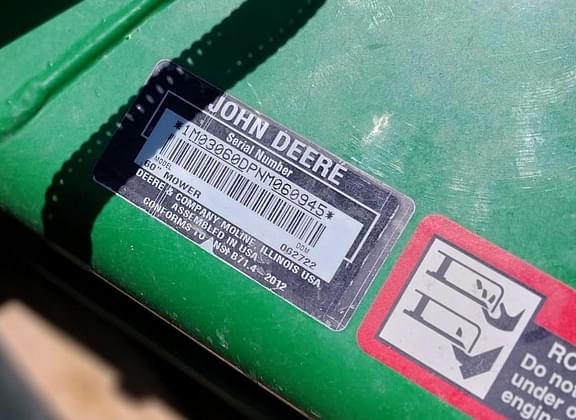 JOHN DEERE
Serial Number
*1M03060DPNM060945*
MODEL
60" MOWER
DOM
062722
DEERE & COMPANY MOLINE, ILLINOIS USA
ASSEMBLED IN USA
CONFORMS TO ANSI B71.4 - 2012
RO
Do no
under
engin